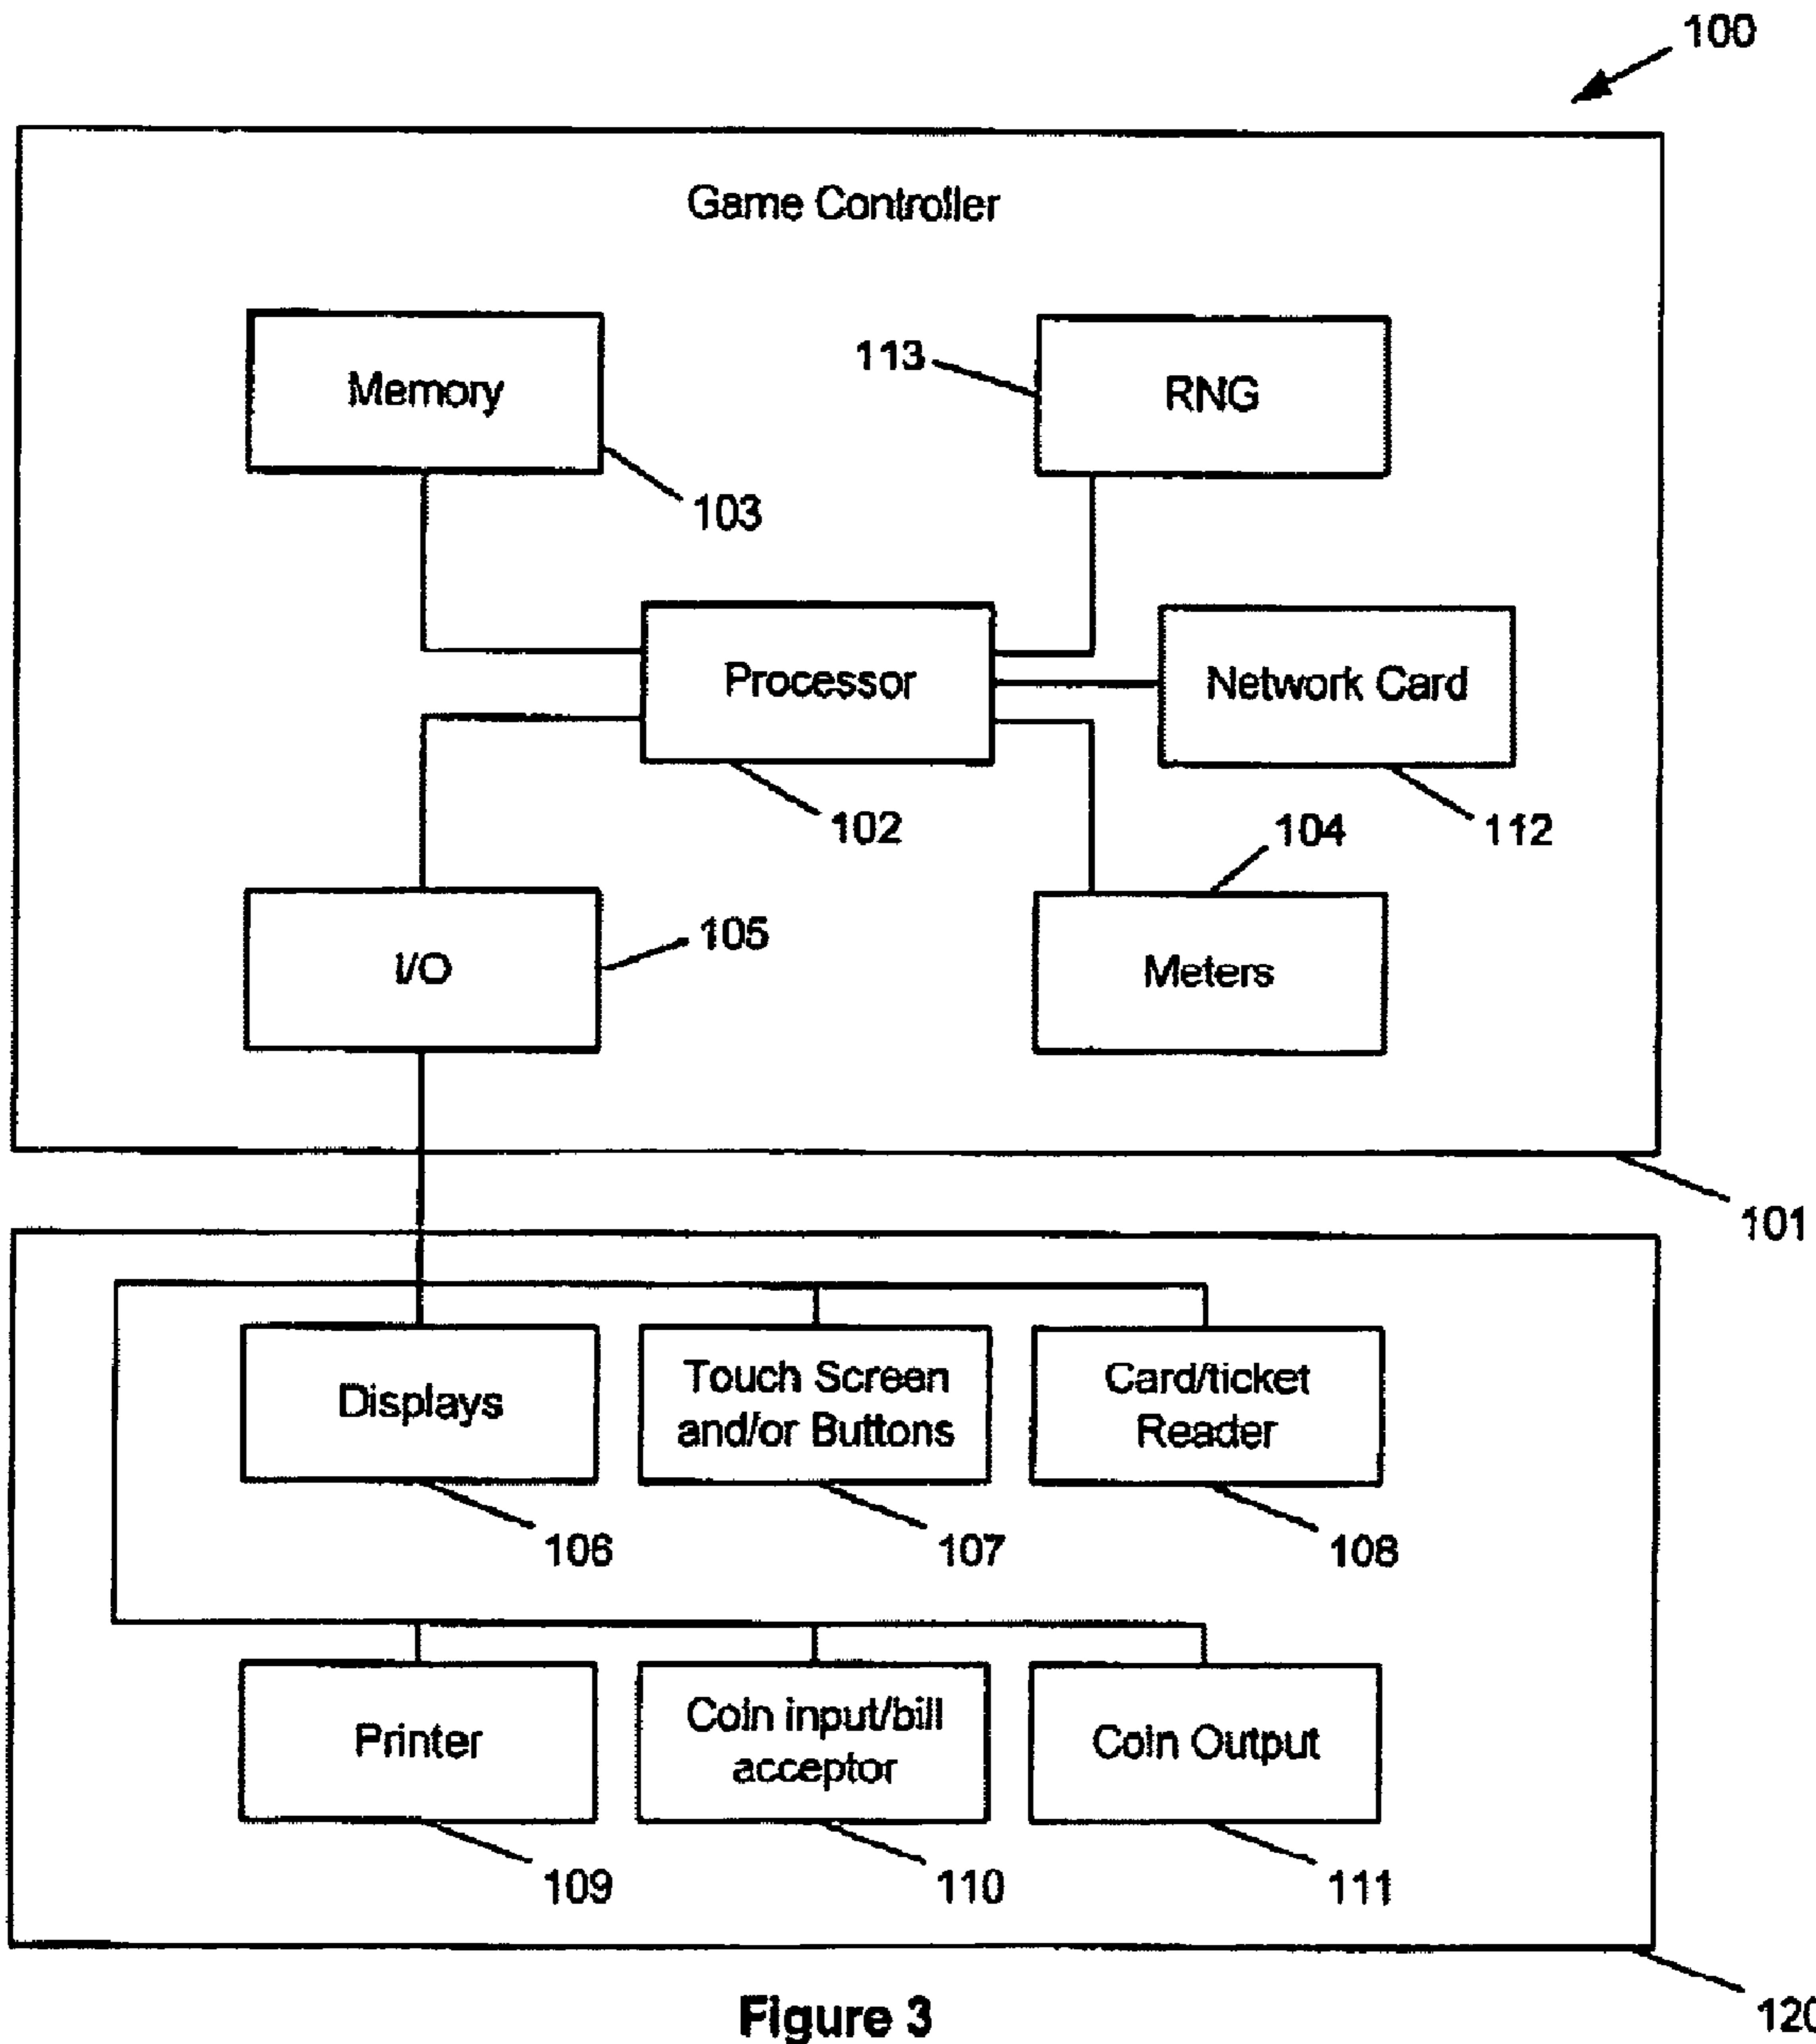 100
Game Controller
Memory
103
113
RNG
Processor
102
Network Card
112
104
I/O
105
Meters
101
Displays
106
Touch Screen
and/or Buttons
107
Card/ticket
Reader
108
Printer
109
Coin input/bill
acceptor
110
Coin Output
111
120
Figure 3